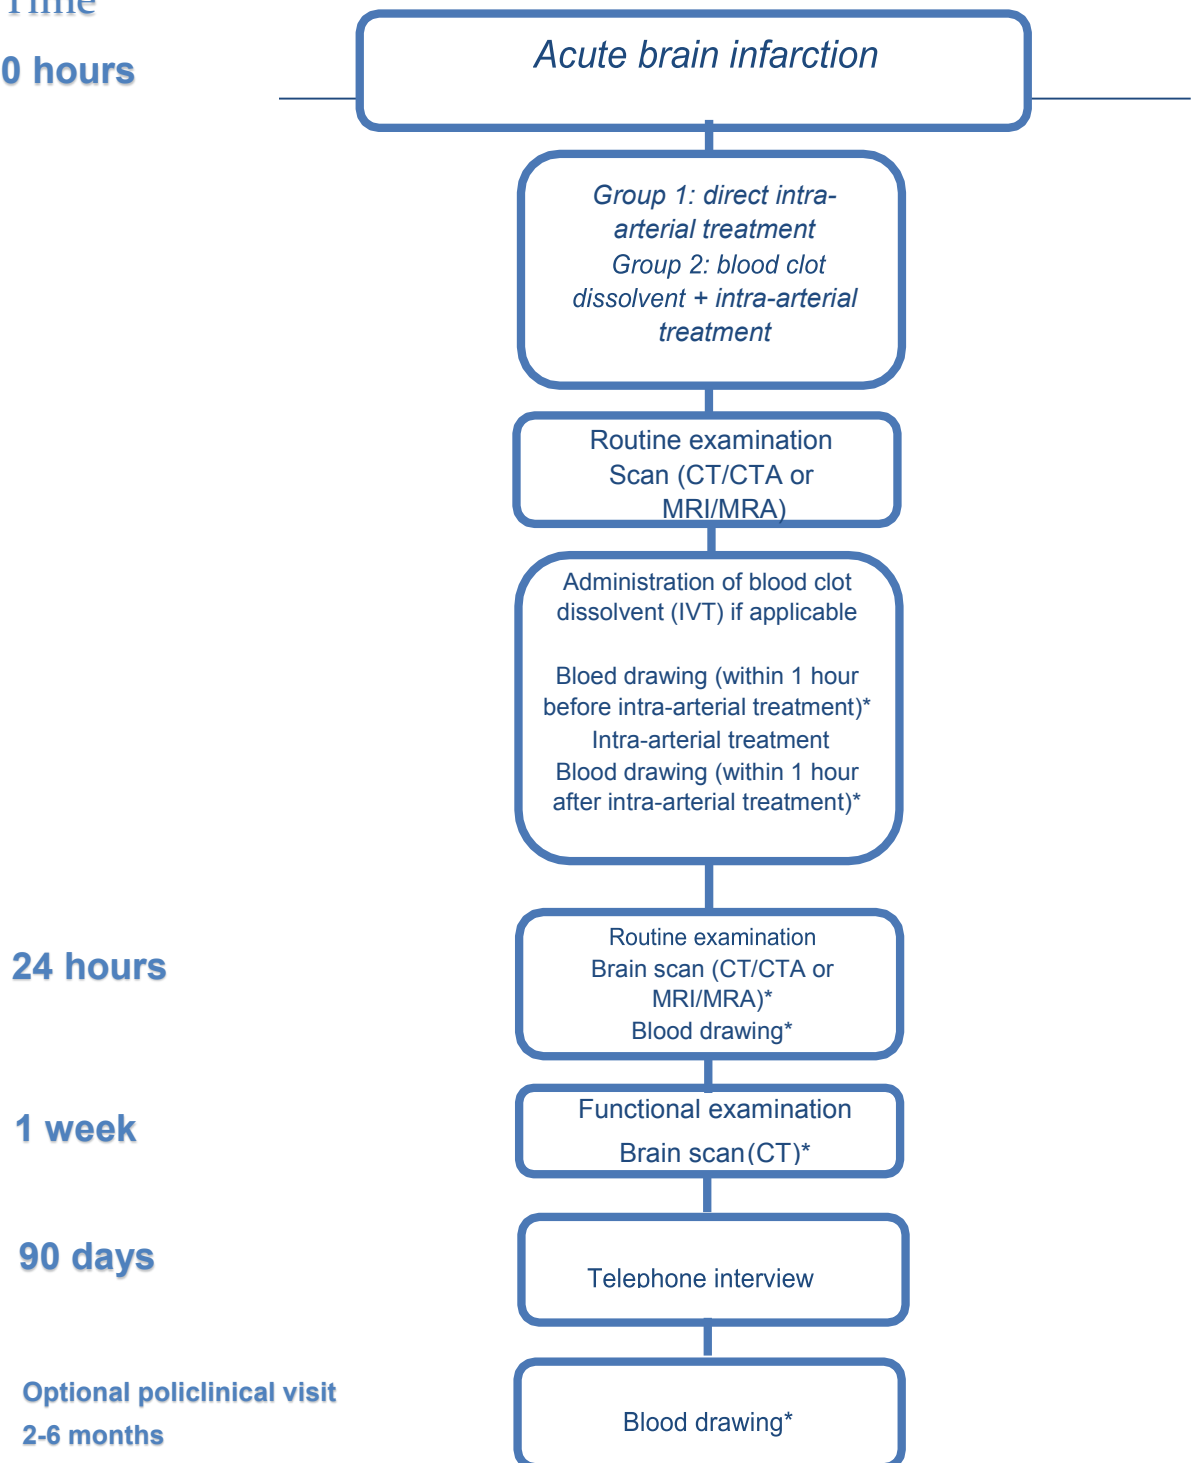 Time
0 hours
Acute brain infarction
Group 1: direct intra-
arterial treatment
Group 2: blood clot
dissolvent + intra-arterial
treatment
Routine examination
Scan (CT/CTA or
MRI/MRA)
Administration of blood clot
dissolvent (IVT) if applicable
Bloed drawing (within 1 hour
before intra-arterial treatment)*
Intra-arterial treatment
Blood drawing (within 1 hour
after intra-arterial treatment)*
24 hours
Routine examination
Brain scan (CT/CTA or
MRI/MRA)*
Blood drawing*
1 week
Functional examination
Brain scan (CT)*
90 days
Telephone interview
Optional policlinical visit
2-6 months
Blood drawing*